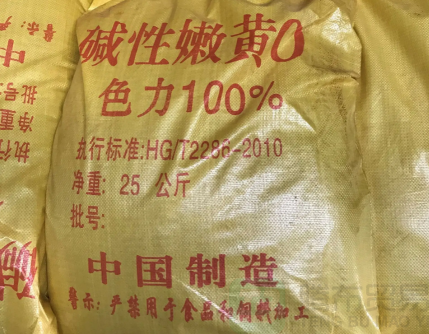 碱性嫩黄O
色力100%
执行标准:HG/T2286-2010
净重: 25 公斤
批号:
中国制造
警示: 严禁用于食品和饲料加工